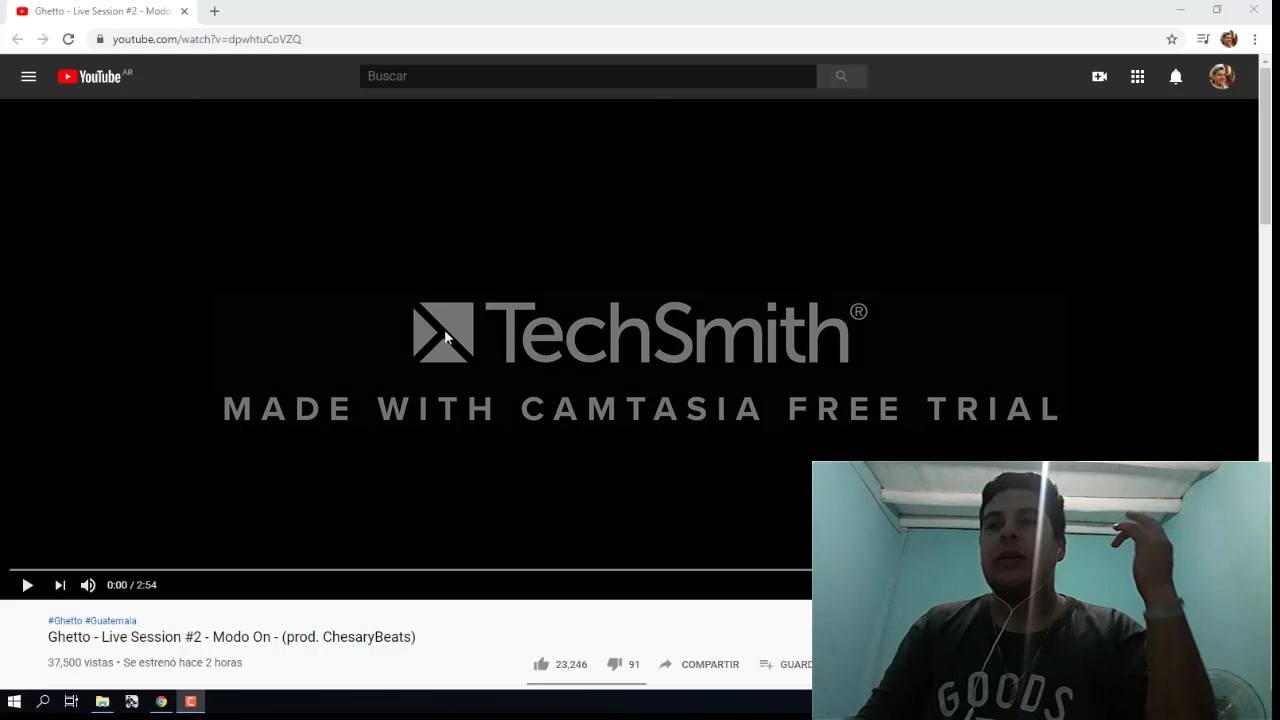 Ghetto - Live Session #2 - Modo
youtube.com/watch?v=dpwhtuCoVZQ
YouTube AR
Buscar
TechSmith®
MADE WITH CAMTASIA FREE TRIAL
0:00 / 2:54
#Ghetto #Guatemala
Ghetto - Live Session #2 - Modo On - (prod. ChesaryBeats)
37,500 vistas • Se estrenó hace 2 horas
23,246
91
COMPARTIR
GUARD
GOODS